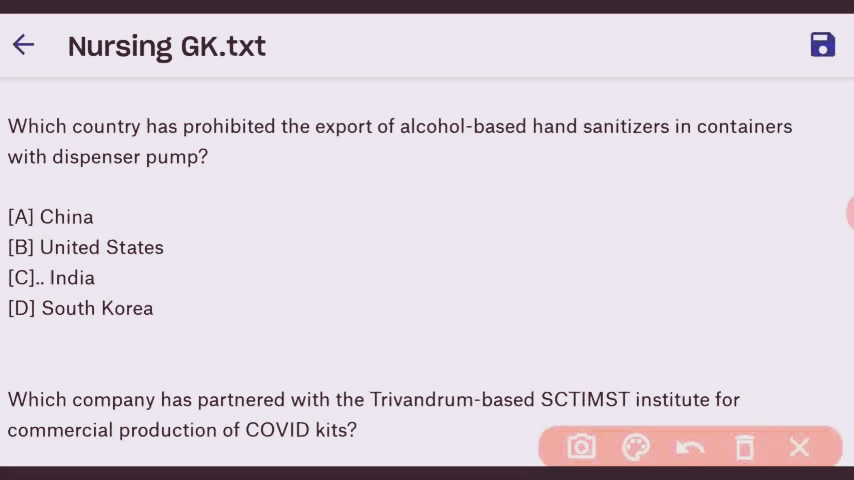 Nursing GK.txt
Which country has prohibited the export of alcohol-based hand sanitizers in containers
with dispenser pump?
[A] China
[B] United States
[C].. India
[D] South Korea
Which company has partnered with the Trivandrum-based SCTIMST institute for
commercial production of COVID kits?